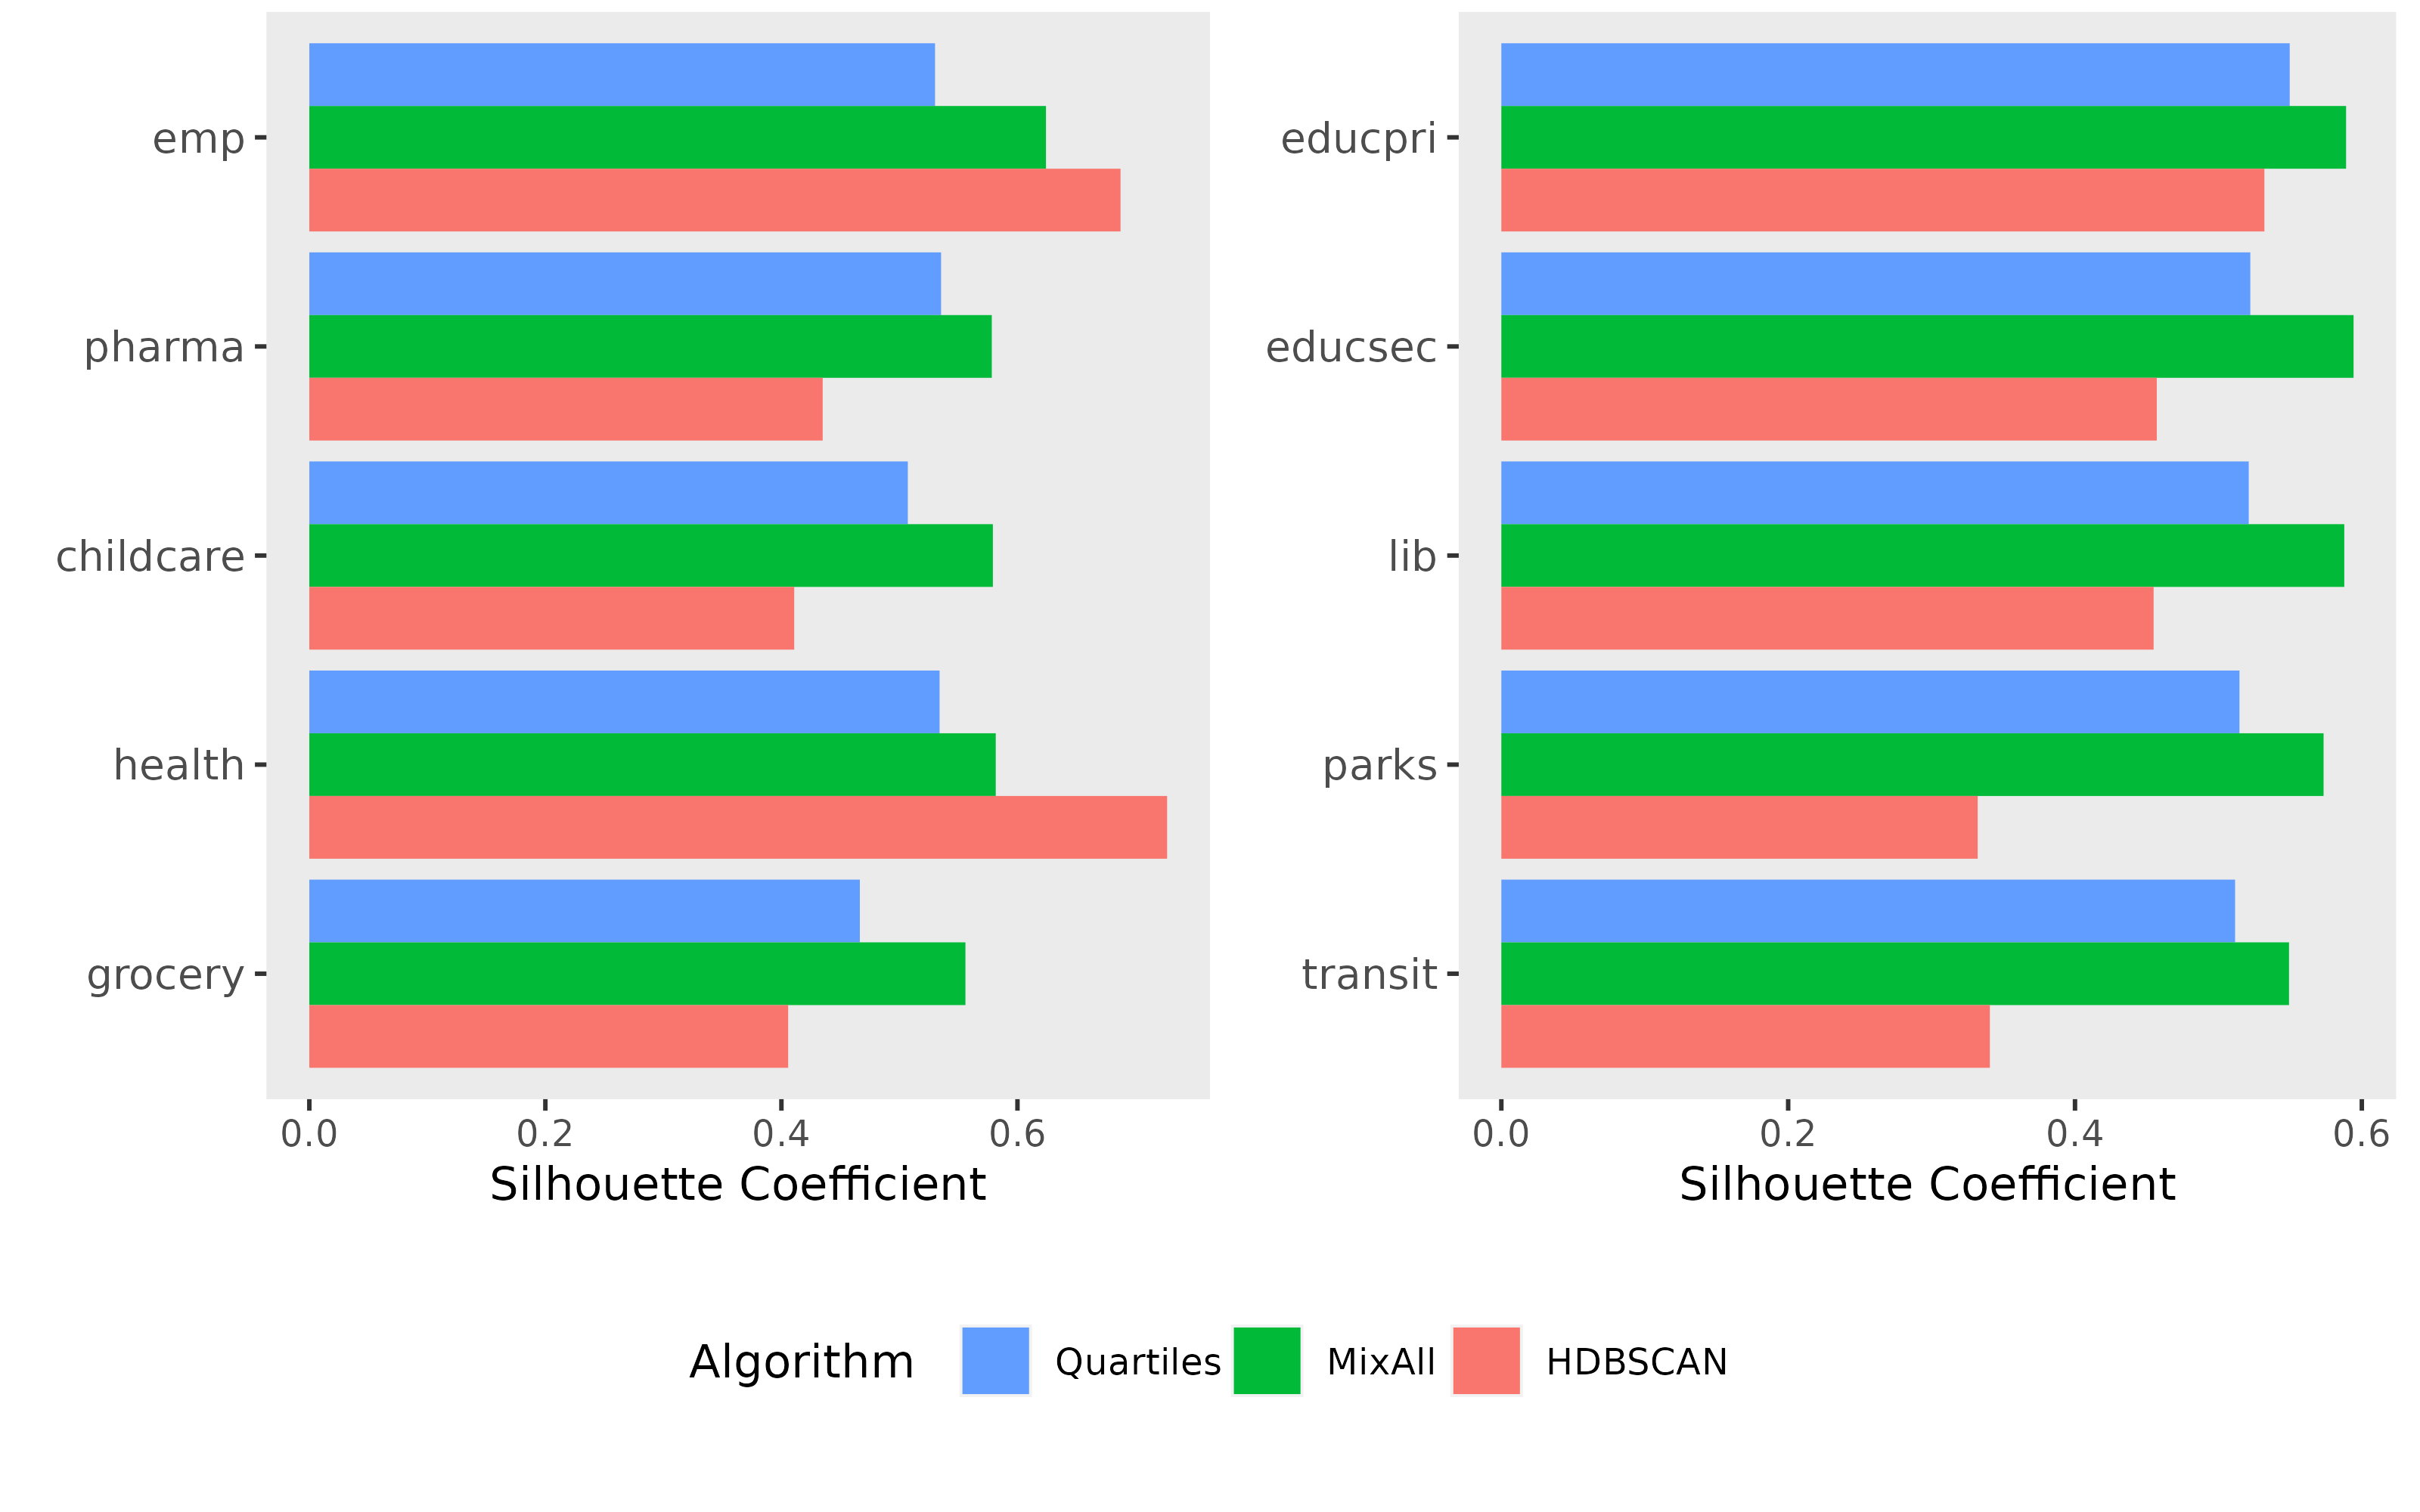 emp
pharma
childcare
health
grocery
0.0 0.2 0.4 0.6
Silhouette Coefficient
educpri
educsec
lib
parks
transit
0.0 0.2 0.4 0.6
Silhouette Coefficient
Algorithm Quartiles MixAll HDBSCAN